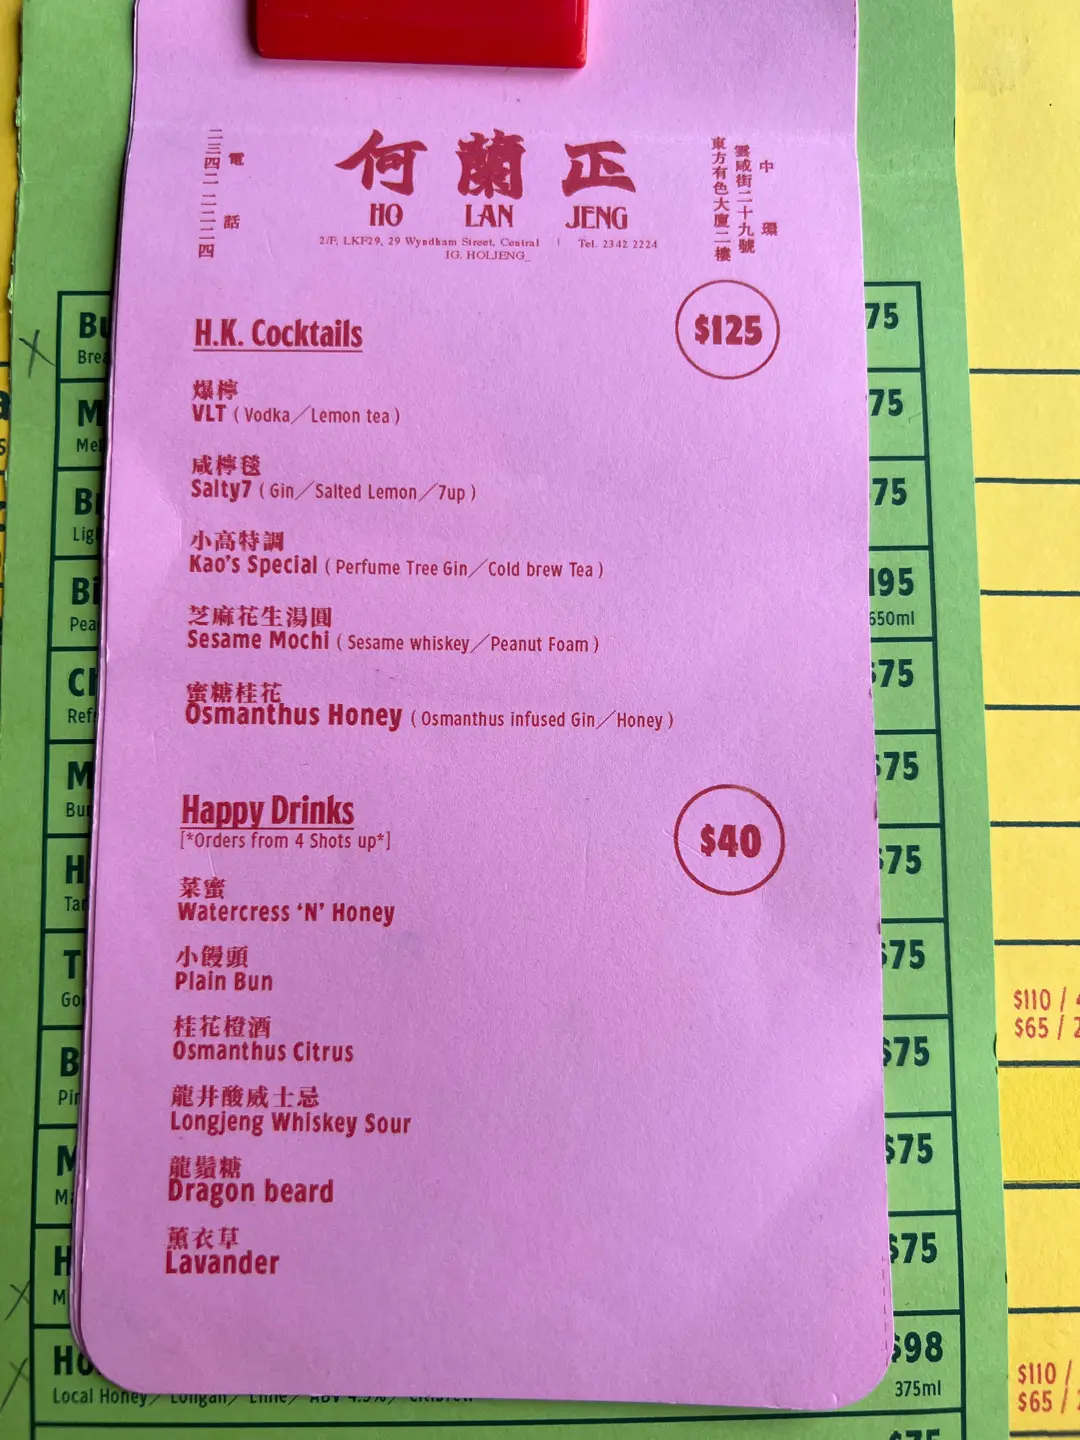 電話
二三四二 二二二四
何 蘭 正
HO LAN JENG
2/F, LKF29, 29 Wyndham Street, Central | Tel. 2342 2224
IG. HOLJENG_
中環
雲咸街二十九號
東方有色大廈二樓
H.K. Cocktails
$125
爆檸
VLT ( Vodka／Lemon tea )
咸檸毯
Salty7 ( Gin／Salted Lemon／7up )
小高特調
Kao's Special ( Perfume Tree Gin／Cold brew Tea )
芝麻花生湯圓
Sesame Mochi ( Sesame whiskey／Peanut Foam )
蜜糖桂花
Osmanthus Honey ( Osmanthus infused Gin／Honey )
Happy Drinks
$40
[*Orders from 4 Shots up*]
菜蜜
Watercress ‘N’ Honey
小饅頭
Plain Bun
桂花橙酒
Osmanthus Citrus
龍井酸威士忌
Longjeng Whiskey Sour
龍鬚糖
Dragon beard
薰衣草
Lavander
75
75
75
195
650ml
$75
$75
$75
$75
$75
$75
$75
$98
375ml
Local Honey／Longan／Lime／ABV 4.5%／
$75
$110 /
$65 /
$110 /
$65 /